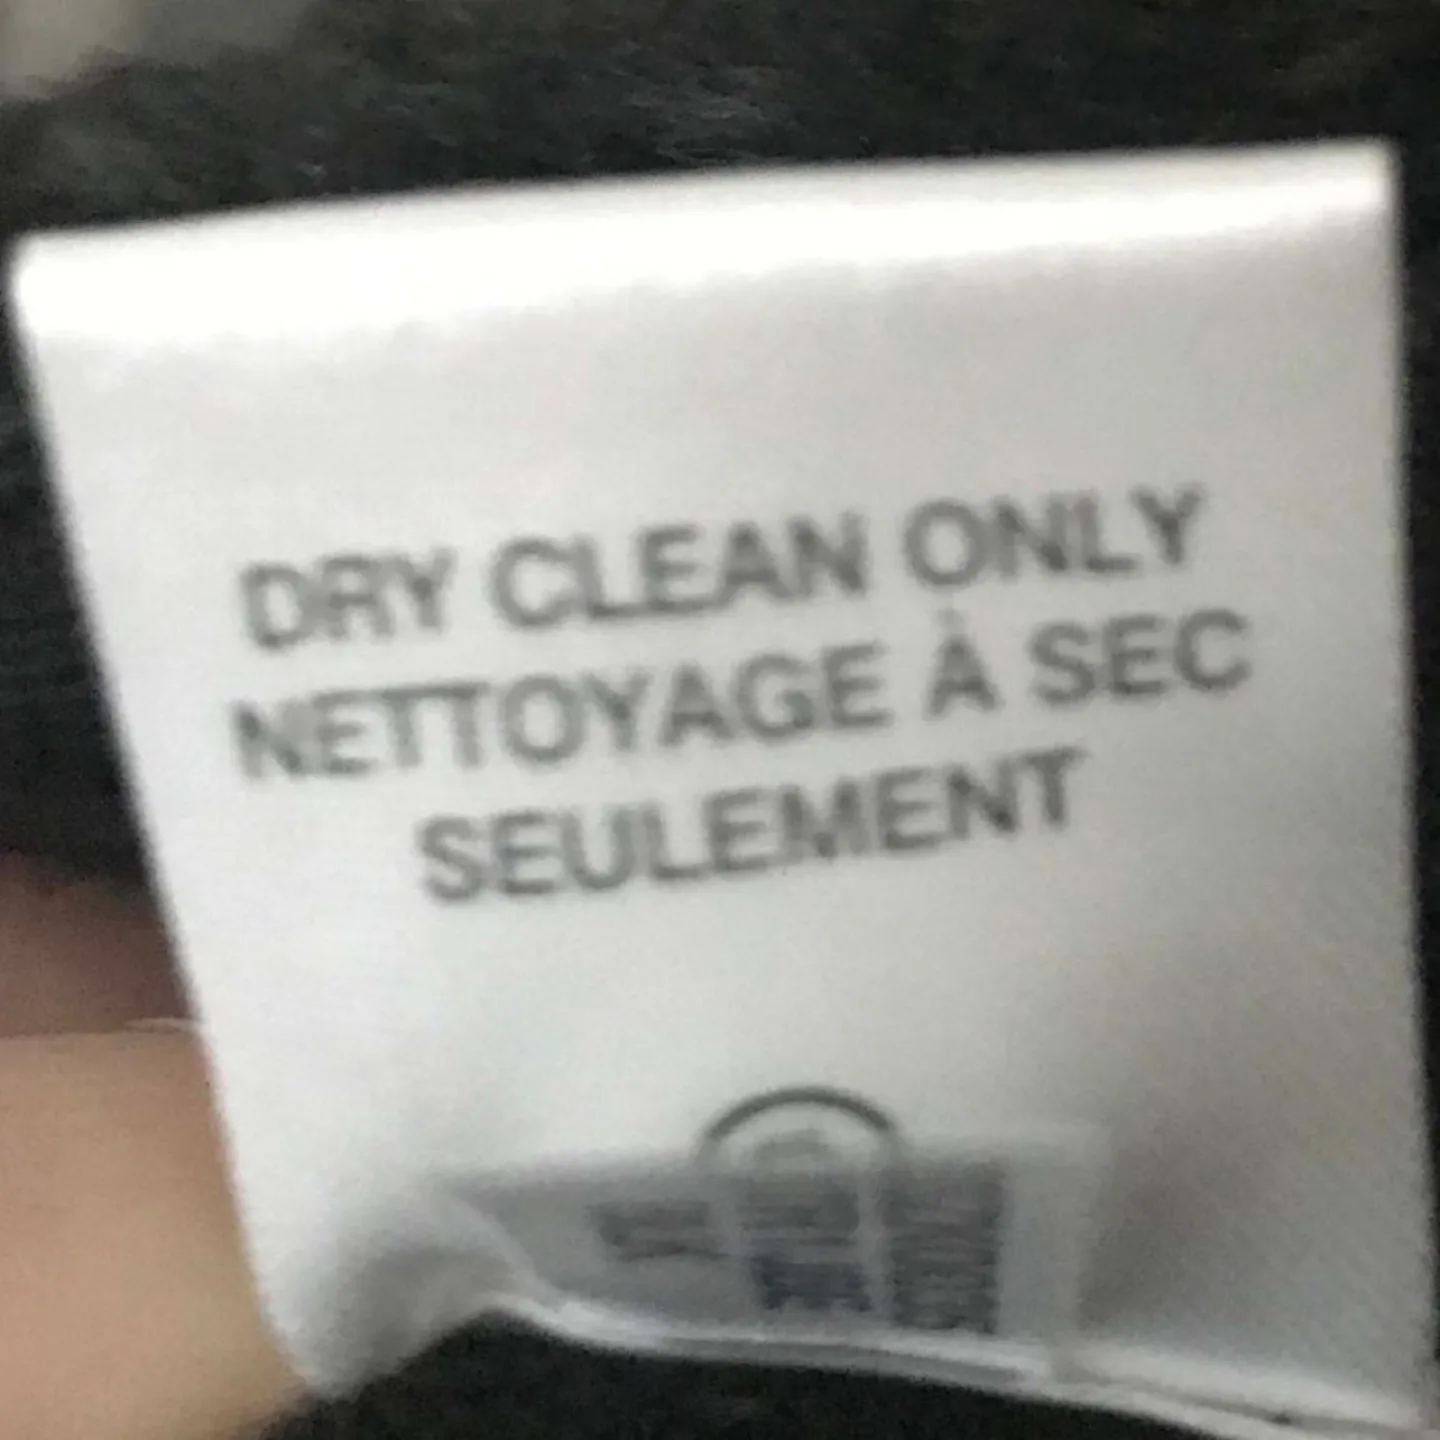 DRY CLEAN ONLY
NETTOYAGE À SEC
SEULEMENT